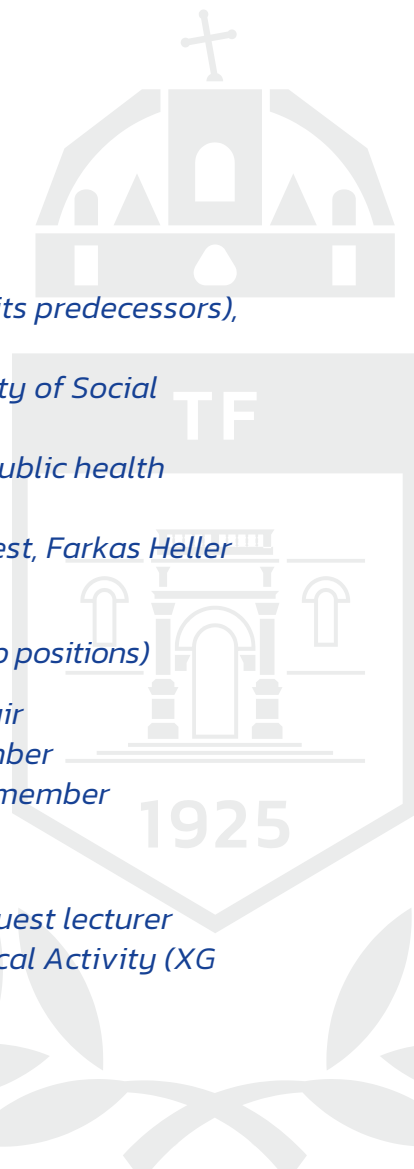 its predecessors),
ty of Social
TF
ublic health
est, Farkas Heller
positions)
ir
ber
member
1925
uest lecturer
cal Activity (XG